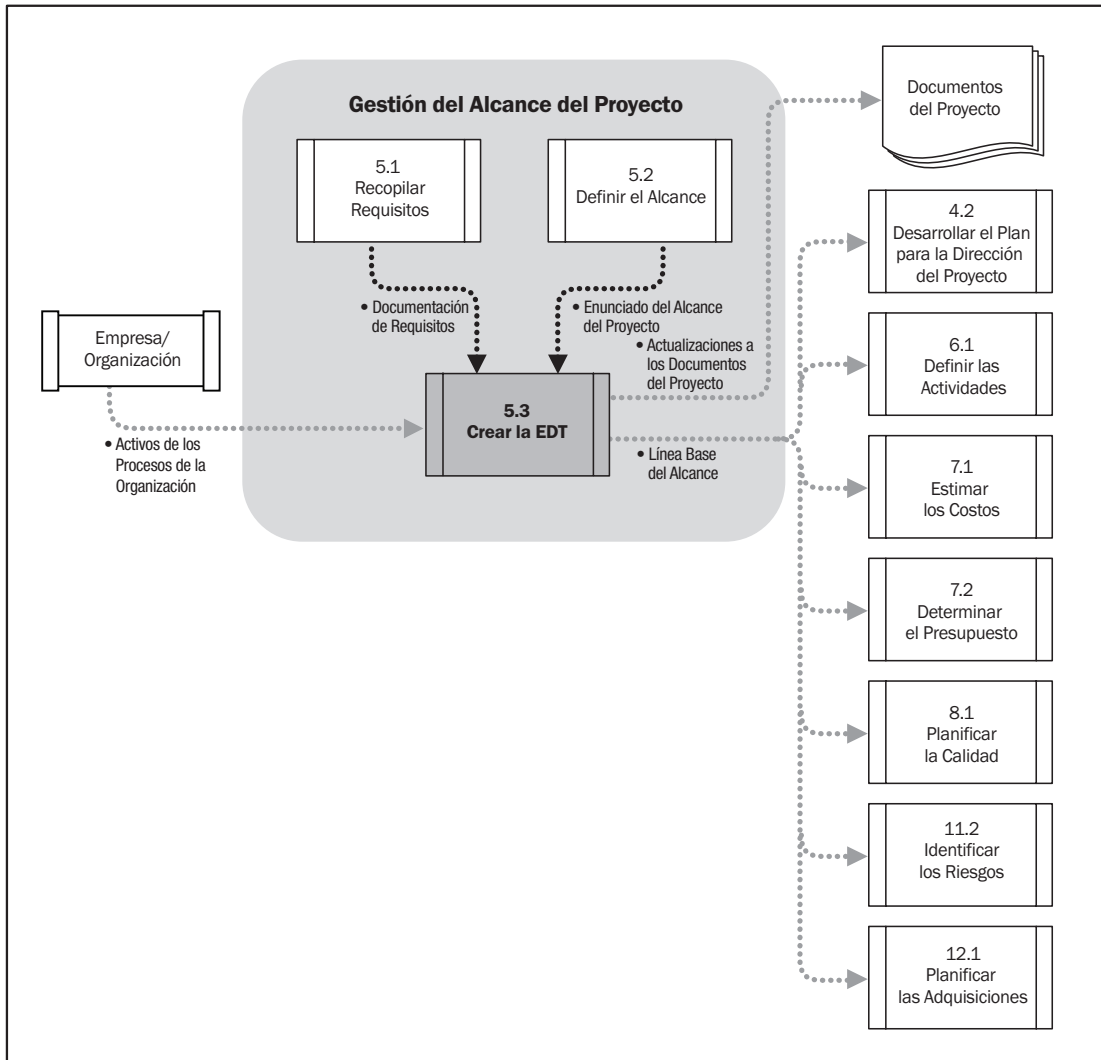 Gestión del Alcance del Proyecto
5.1
Recopilar
Requisitos
5.2
Definir el Alcance
• Documentación
de Requisitos
• Enunciado del Alcance
del Proyecto
• Actualizaciones a
los Documentos
del Proyecto
Empresa/
Organización
• Activos de los
Procesos de la
Organización
5.3
Crear la EDT
• Línea Base
del Alcance
Documentos
del Proyecto
4.2
Desarrollar el Plan
para la Dirección
del Proyecto
6.1
Definir las
Actividades
7.1
Estimar
los Costos
7.2
Determinar
el Presupuesto
8.1
Planificar
la Calidad
11.2
Identificar
los Riesgos
12.1
Planificar
las Adquisiciones